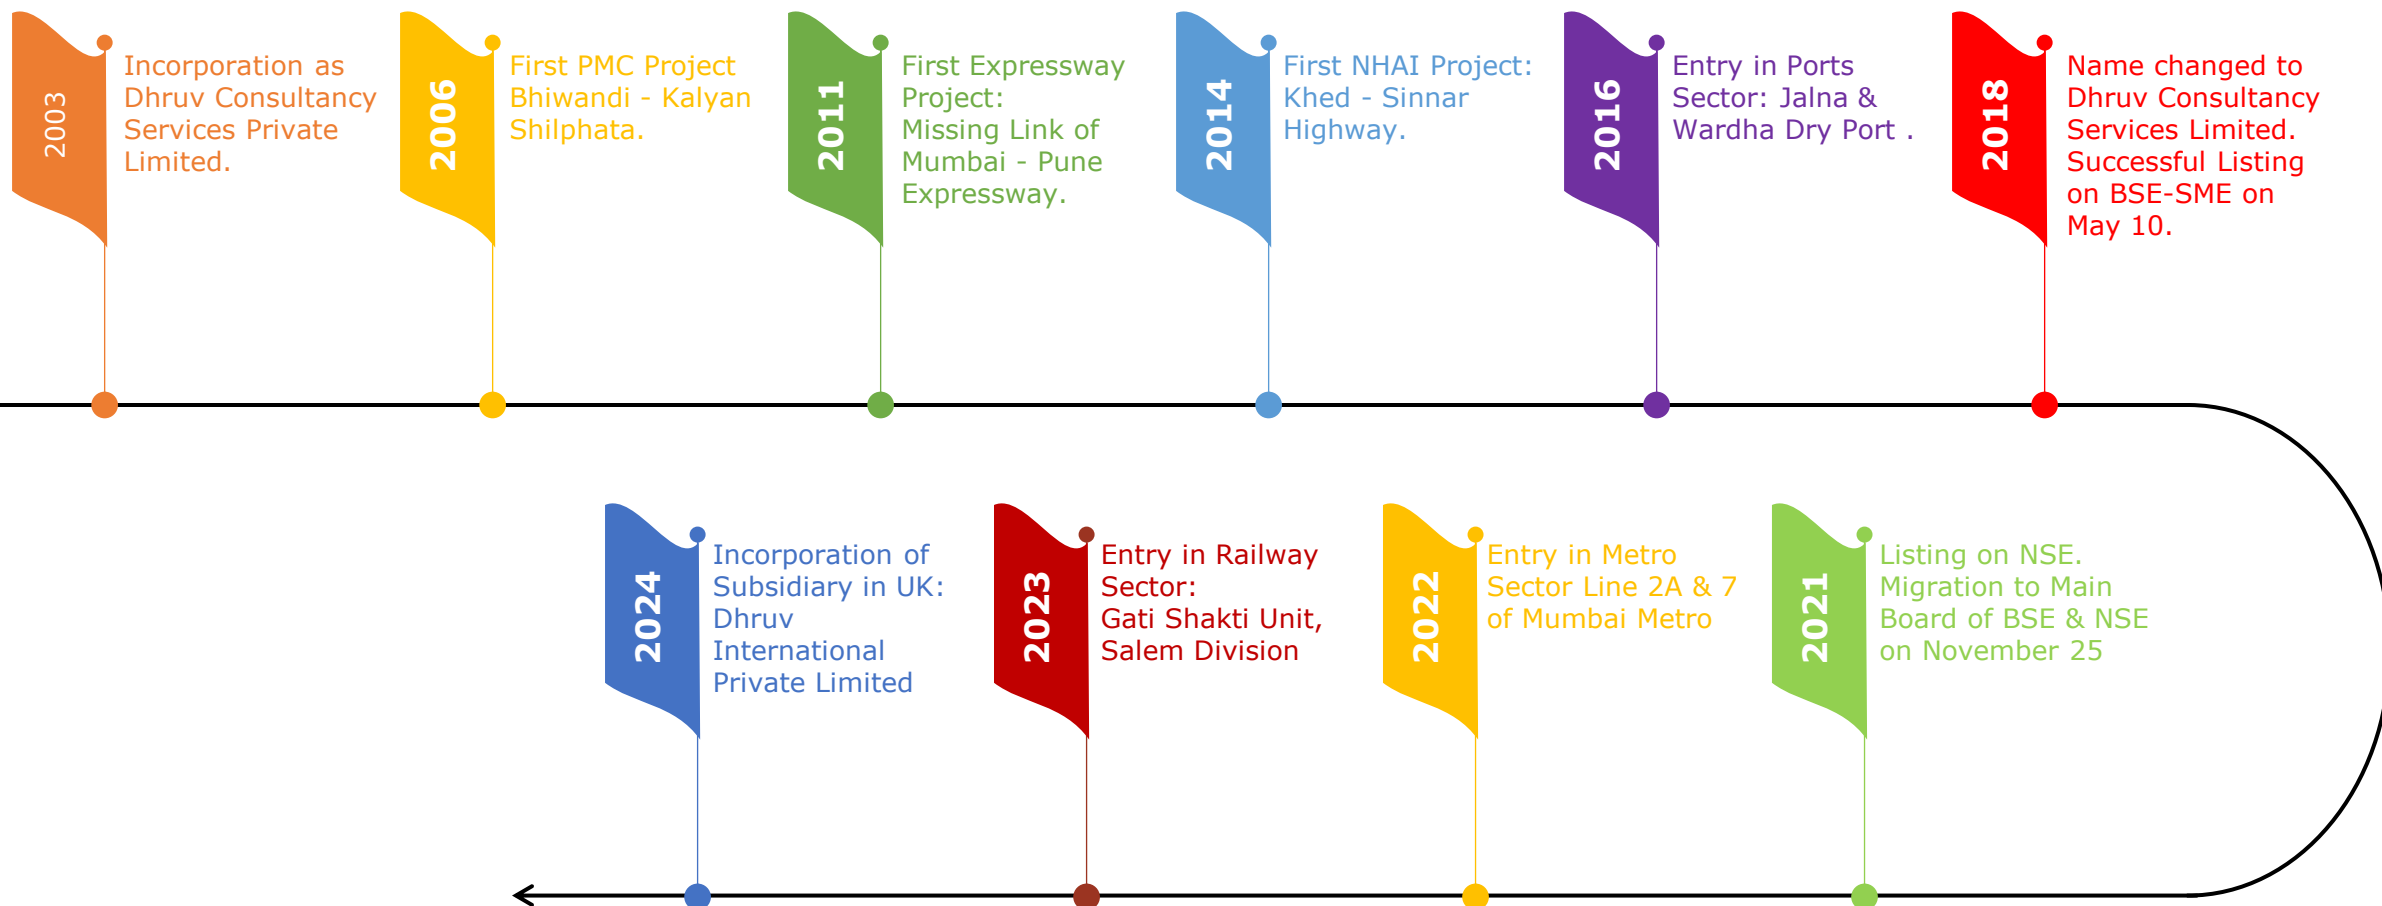 2003
Incorporation as
Dhruv Consultancy
Services Private
Limited.
2006
First PMC Project
Bhiwandi - Kalyan
Shilphata.
2011
First Expressway
Project:
Missing Link of
Mumbai - Pune
Expressway.
2014
First NHAI Project:
Khed - Sinnar
Highway.
2016
Entry in Ports
Sector: Jalna &
Wardha Dry Port .
2018
Name changed to
Dhruv Consultancy
Services Limited.
Successful Listing
on BSE-SME on
May 10.
2024
Incorporation of
Subsidiary in UK:
Dhruv
International
Private Limited
2023
Entry in Railway
Sector:
Gati Shakti Unit,
Salem Division
2022
Entry in Metro
Sector Line 2A & 7
of Mumbai Metro
2021
Listing on NSE.
Migration to Main
Board of BSE & NSE
on November 25